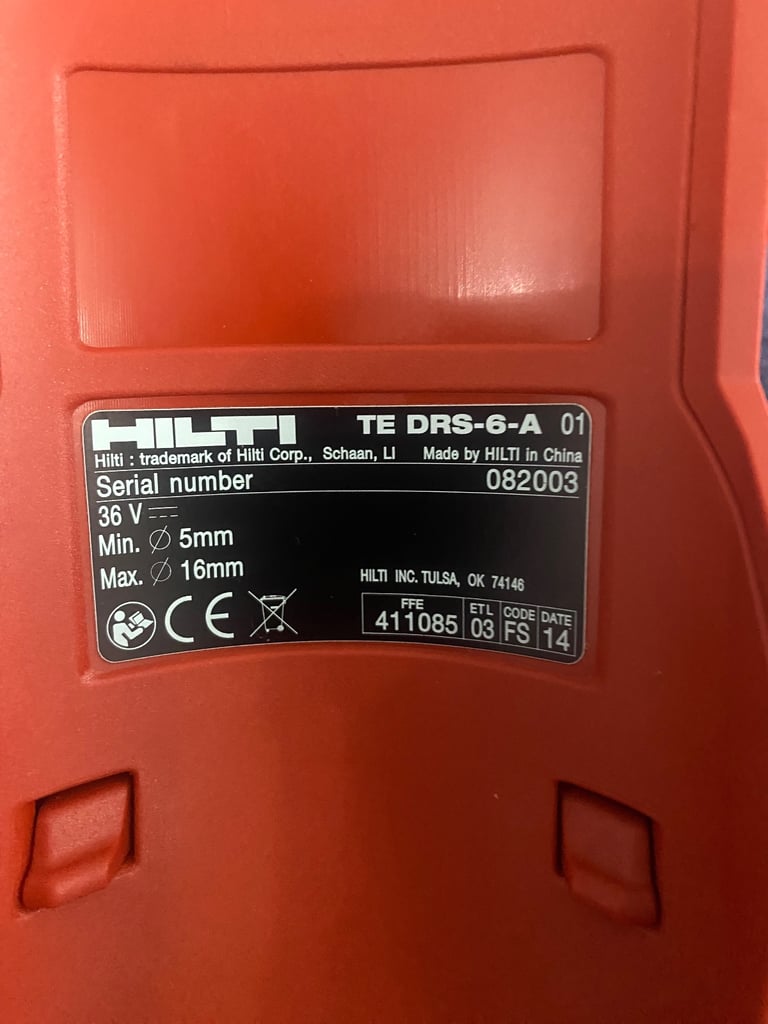 HILTI TE DRS-6-A 01
Hilti : trademark of Hilti Corp., Schaan, LI Made by HILTI in China
Serial number 082003
36 V
Min. ∅ 5mm
Max. ∅ 16mm
HILTI INC. TULSA, OK 74146
CE
FFE ETL CODE DATE
411085 03 FS 14